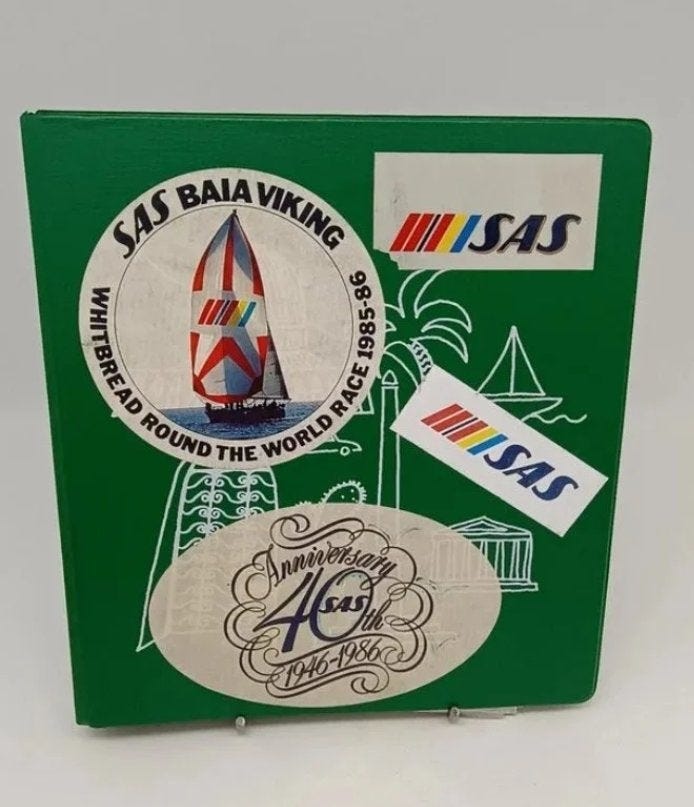 SAS BAIA VIKING
WHITBREAD ROUND THE WORLD RACE 1985-86
SAS
SAS
Anniversary
40th
SAS
1946-1986